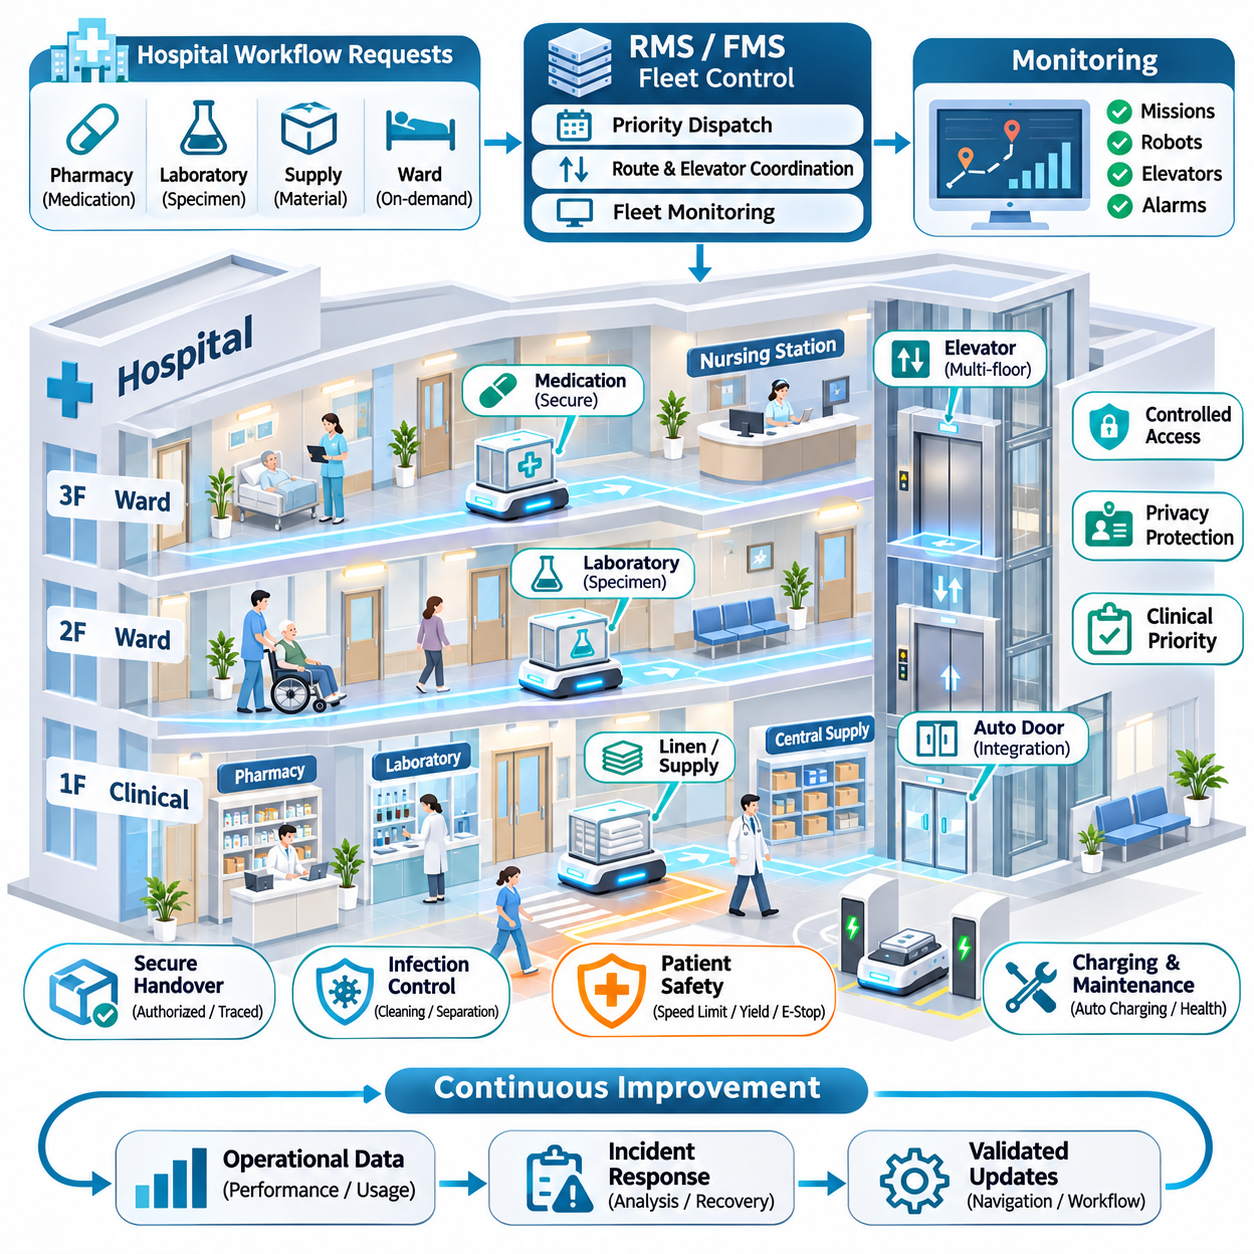 Hospital Workflow Requests
Pharmacy
(Medication)
Laboratory
(Specimen)
Supply
(Material)
Ward
(On-demand)
RMS / FMS
Fleet Control
Priority Dispatch
Route & Elevator Coordination
Fleet Monitoring
Monitoring
Missions
Robots
Elevators
Alarms
Hospital
Nursing Station
Medication
(Secure)
Elevator
(Multi-floor)
Controlled
Access
Privacy
Protection
Clinical
Priority
3F Ward
Laboratory
(Specimen)
2F Ward
Auto Door
(Integration)
Linen /
Supply
Central Supply
Pharmacy
Laboratory
1F Clinical
Secure
Handover
(Authorized / Traced)
Infection
Control
(Cleaning / Separation)
Patient
Safety
(Speed Limit / Yield / E-Stop)
Charging &
Maintenance
(Auto Charging / Health)
Continuous Improvement
Operational Data
(Performance / Usage)
Incident
Response
(Analysis / Recovery)
Validated
Updates
(Navigation / Workflow)